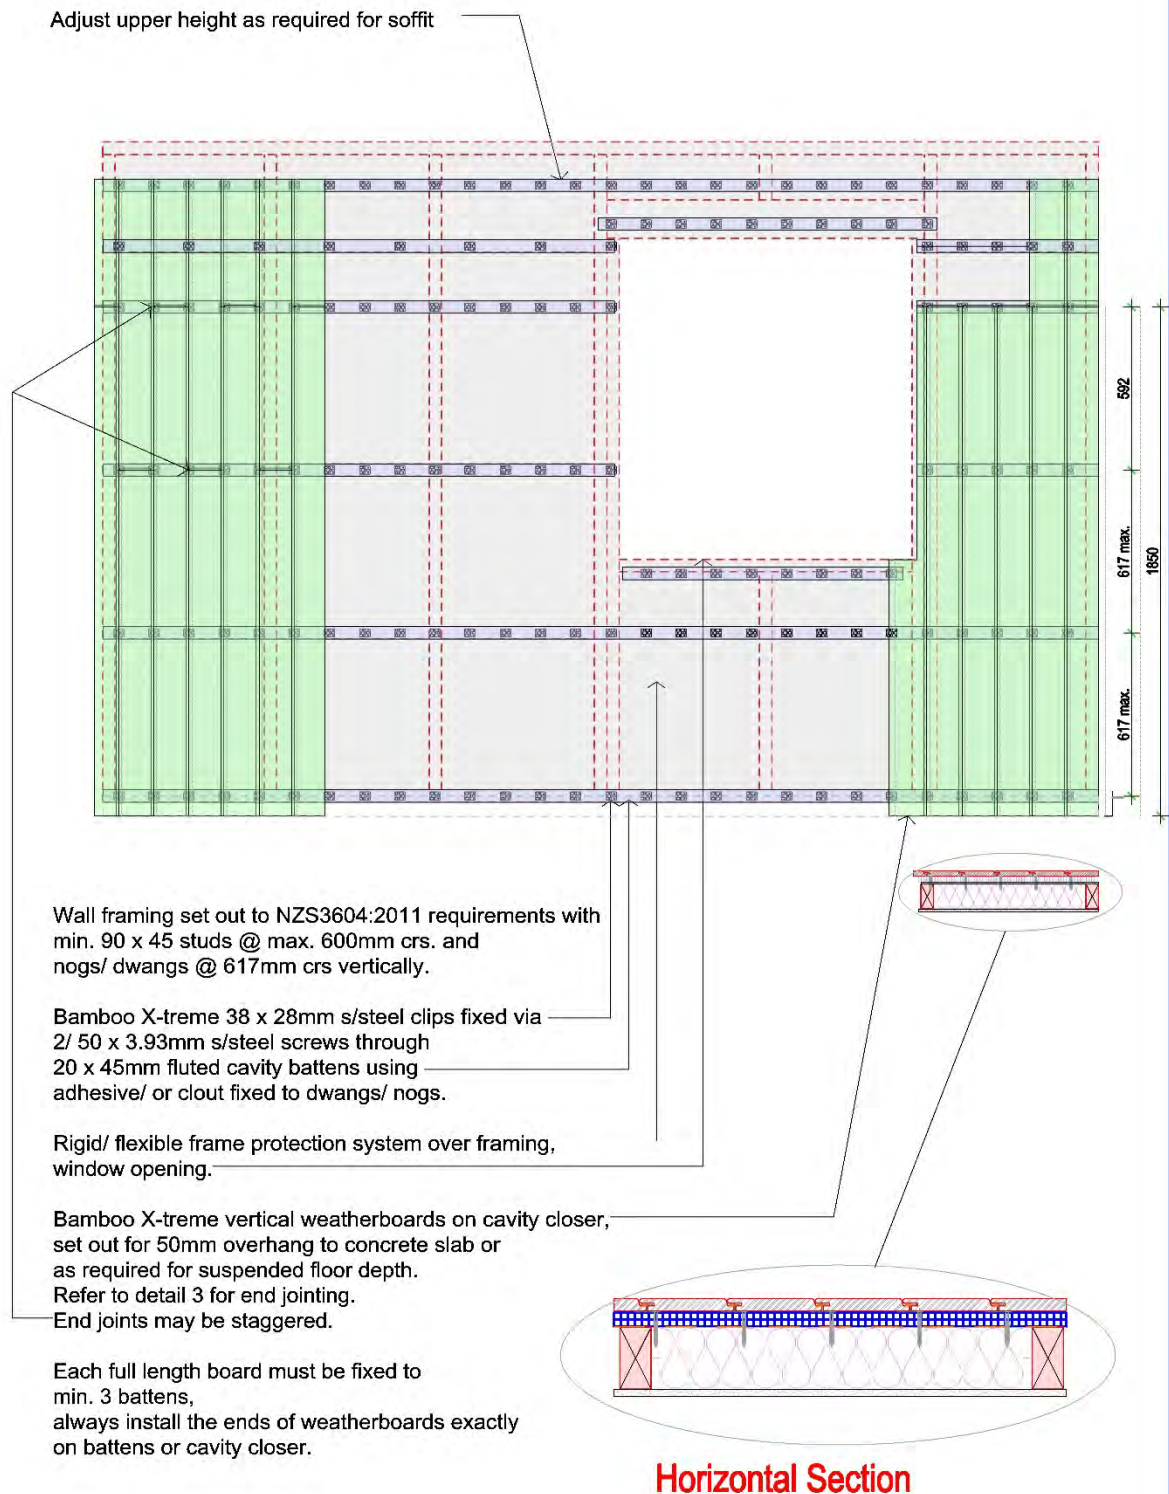 Adjust upper height as required for soffit
592
617 max.
1850
617 max.
Wall framing set out to NZS3604:2011 requirements with
min. 90 x 45 studs @ max. 600mm crs. and
nogs/ dwangs @ 617mm crs vertically.
Bamboo X-treme 38 x 28mm s/steel clips fixed via
2/ 50 x 3.93mm s/steel screws through
20 x 45mm fluted cavity battens using
adhesive/ or clout fixed to dwangs/ nogs.
Rigid/ flexible frame protection system over framing,
window opening.
Bamboo X-treme vertical weatherboards on cavity closer,
set out for 50mm overhang to concrete slab or
as required for suspended floor depth.
Refer to detail 3 for end jointing.
End joints may be staggered.
Each full length board must be fixed to
min. 3 battens,
always install the ends of weatherboards exactly
on battens or cavity closer.
Horizontal Section